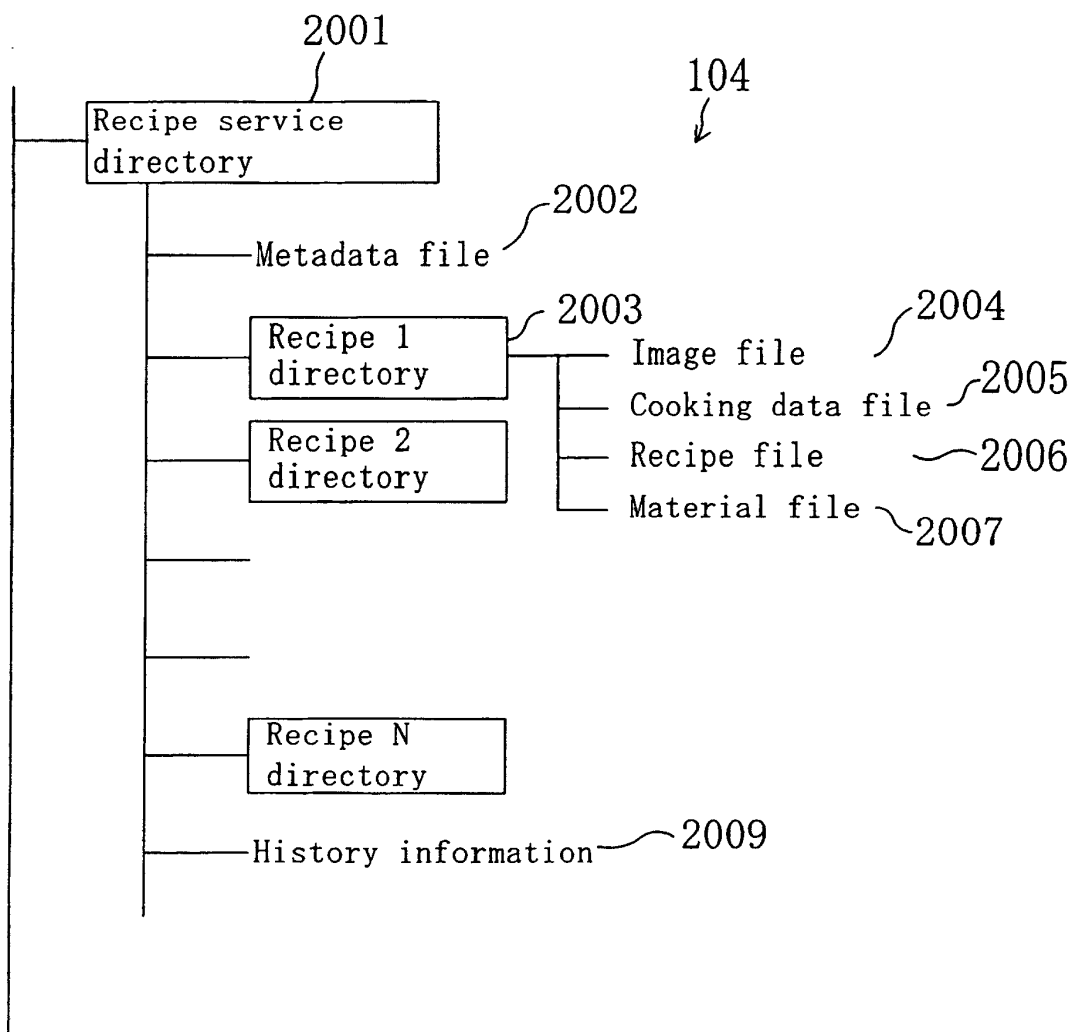 2001
104
Recipe service
directory
2002
Metadata file
2003
2004
Recipe 1
directory
Image file
2005
Cooking data file
Recipe 2
directory
Recipe file
2006
Material file
2007
Recipe N
directory
History information
2009